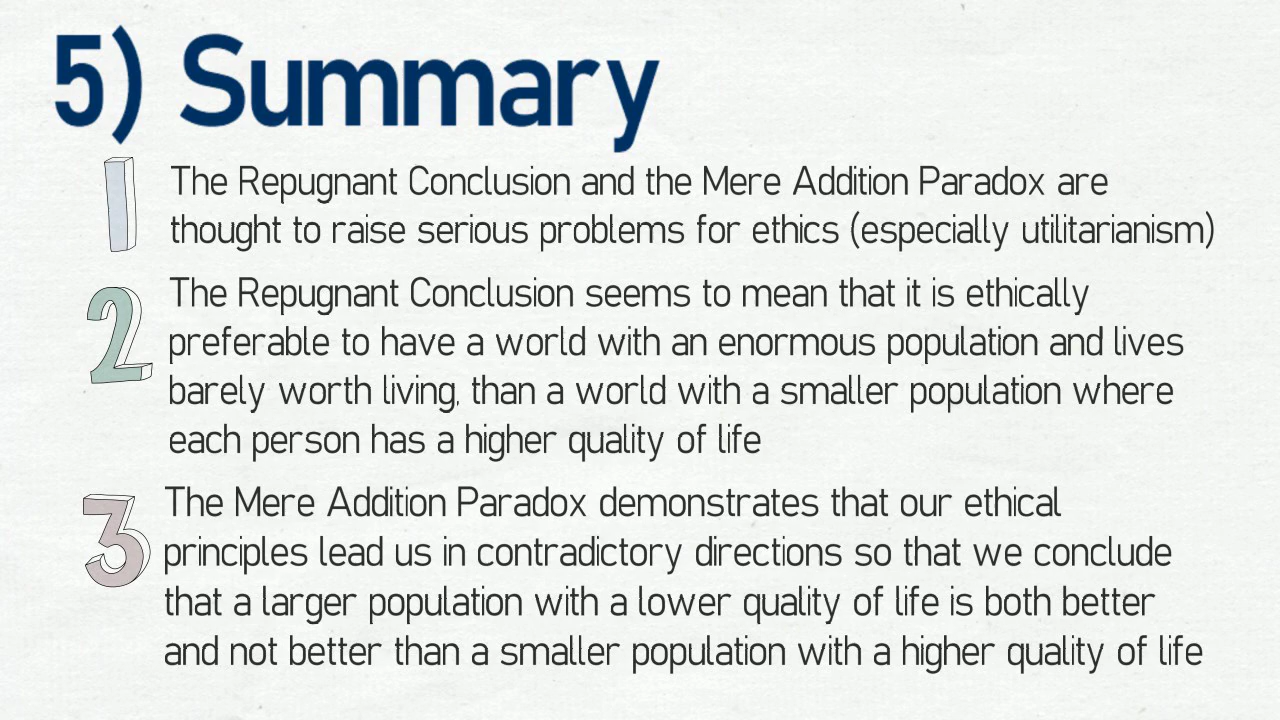 5) Summary
1 The Repugnant Conclusion and the Mere Addition Paradox are
thought to raise serious problems for ethics (especially utilitarianism)
2 The Repugnant Conclusion seems to mean that it is ethically
preferable to have a world with an enormous population and lives
barely worth living, than a world with a smaller population where
each person has a higher quality of life
3 The Mere Addition Paradox demonstrates that our ethical
principles lead us in contradictory directions so that we conclude
that a larger population with a lower quality of life is both better
and not better than a smaller population with a higher quality of life